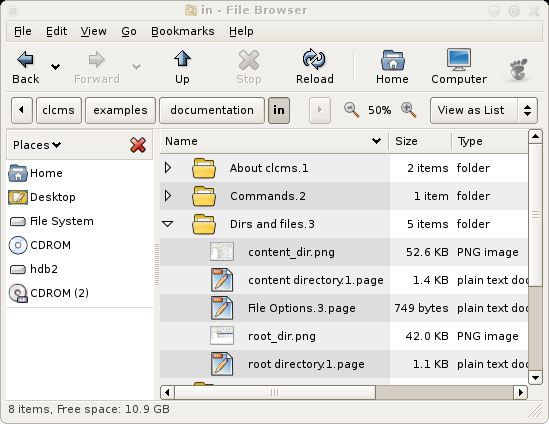 in - File Browser
File Edit View Go Bookmarks Help
Back Forward Up Stop Reload Home Computer
clcms examples documentation in 50% View as List
Places Name Size Type
Home About clcms.1 2 items folder
Desktop Commands.2 1 item folder
File System Dirs and files.3 5 items folder
CDROM content_dir.png 52.6 KB PNG image
hdb2 content directory.1.page 1.4 KB plain text doc
CDROM (2) File Options.3.page 749 bytes plain text doc
root_dir.png 42.0 KB PNG image
root directory.1.page 1.1 KB plain text doc
8 items, Free space: 10.9 GB